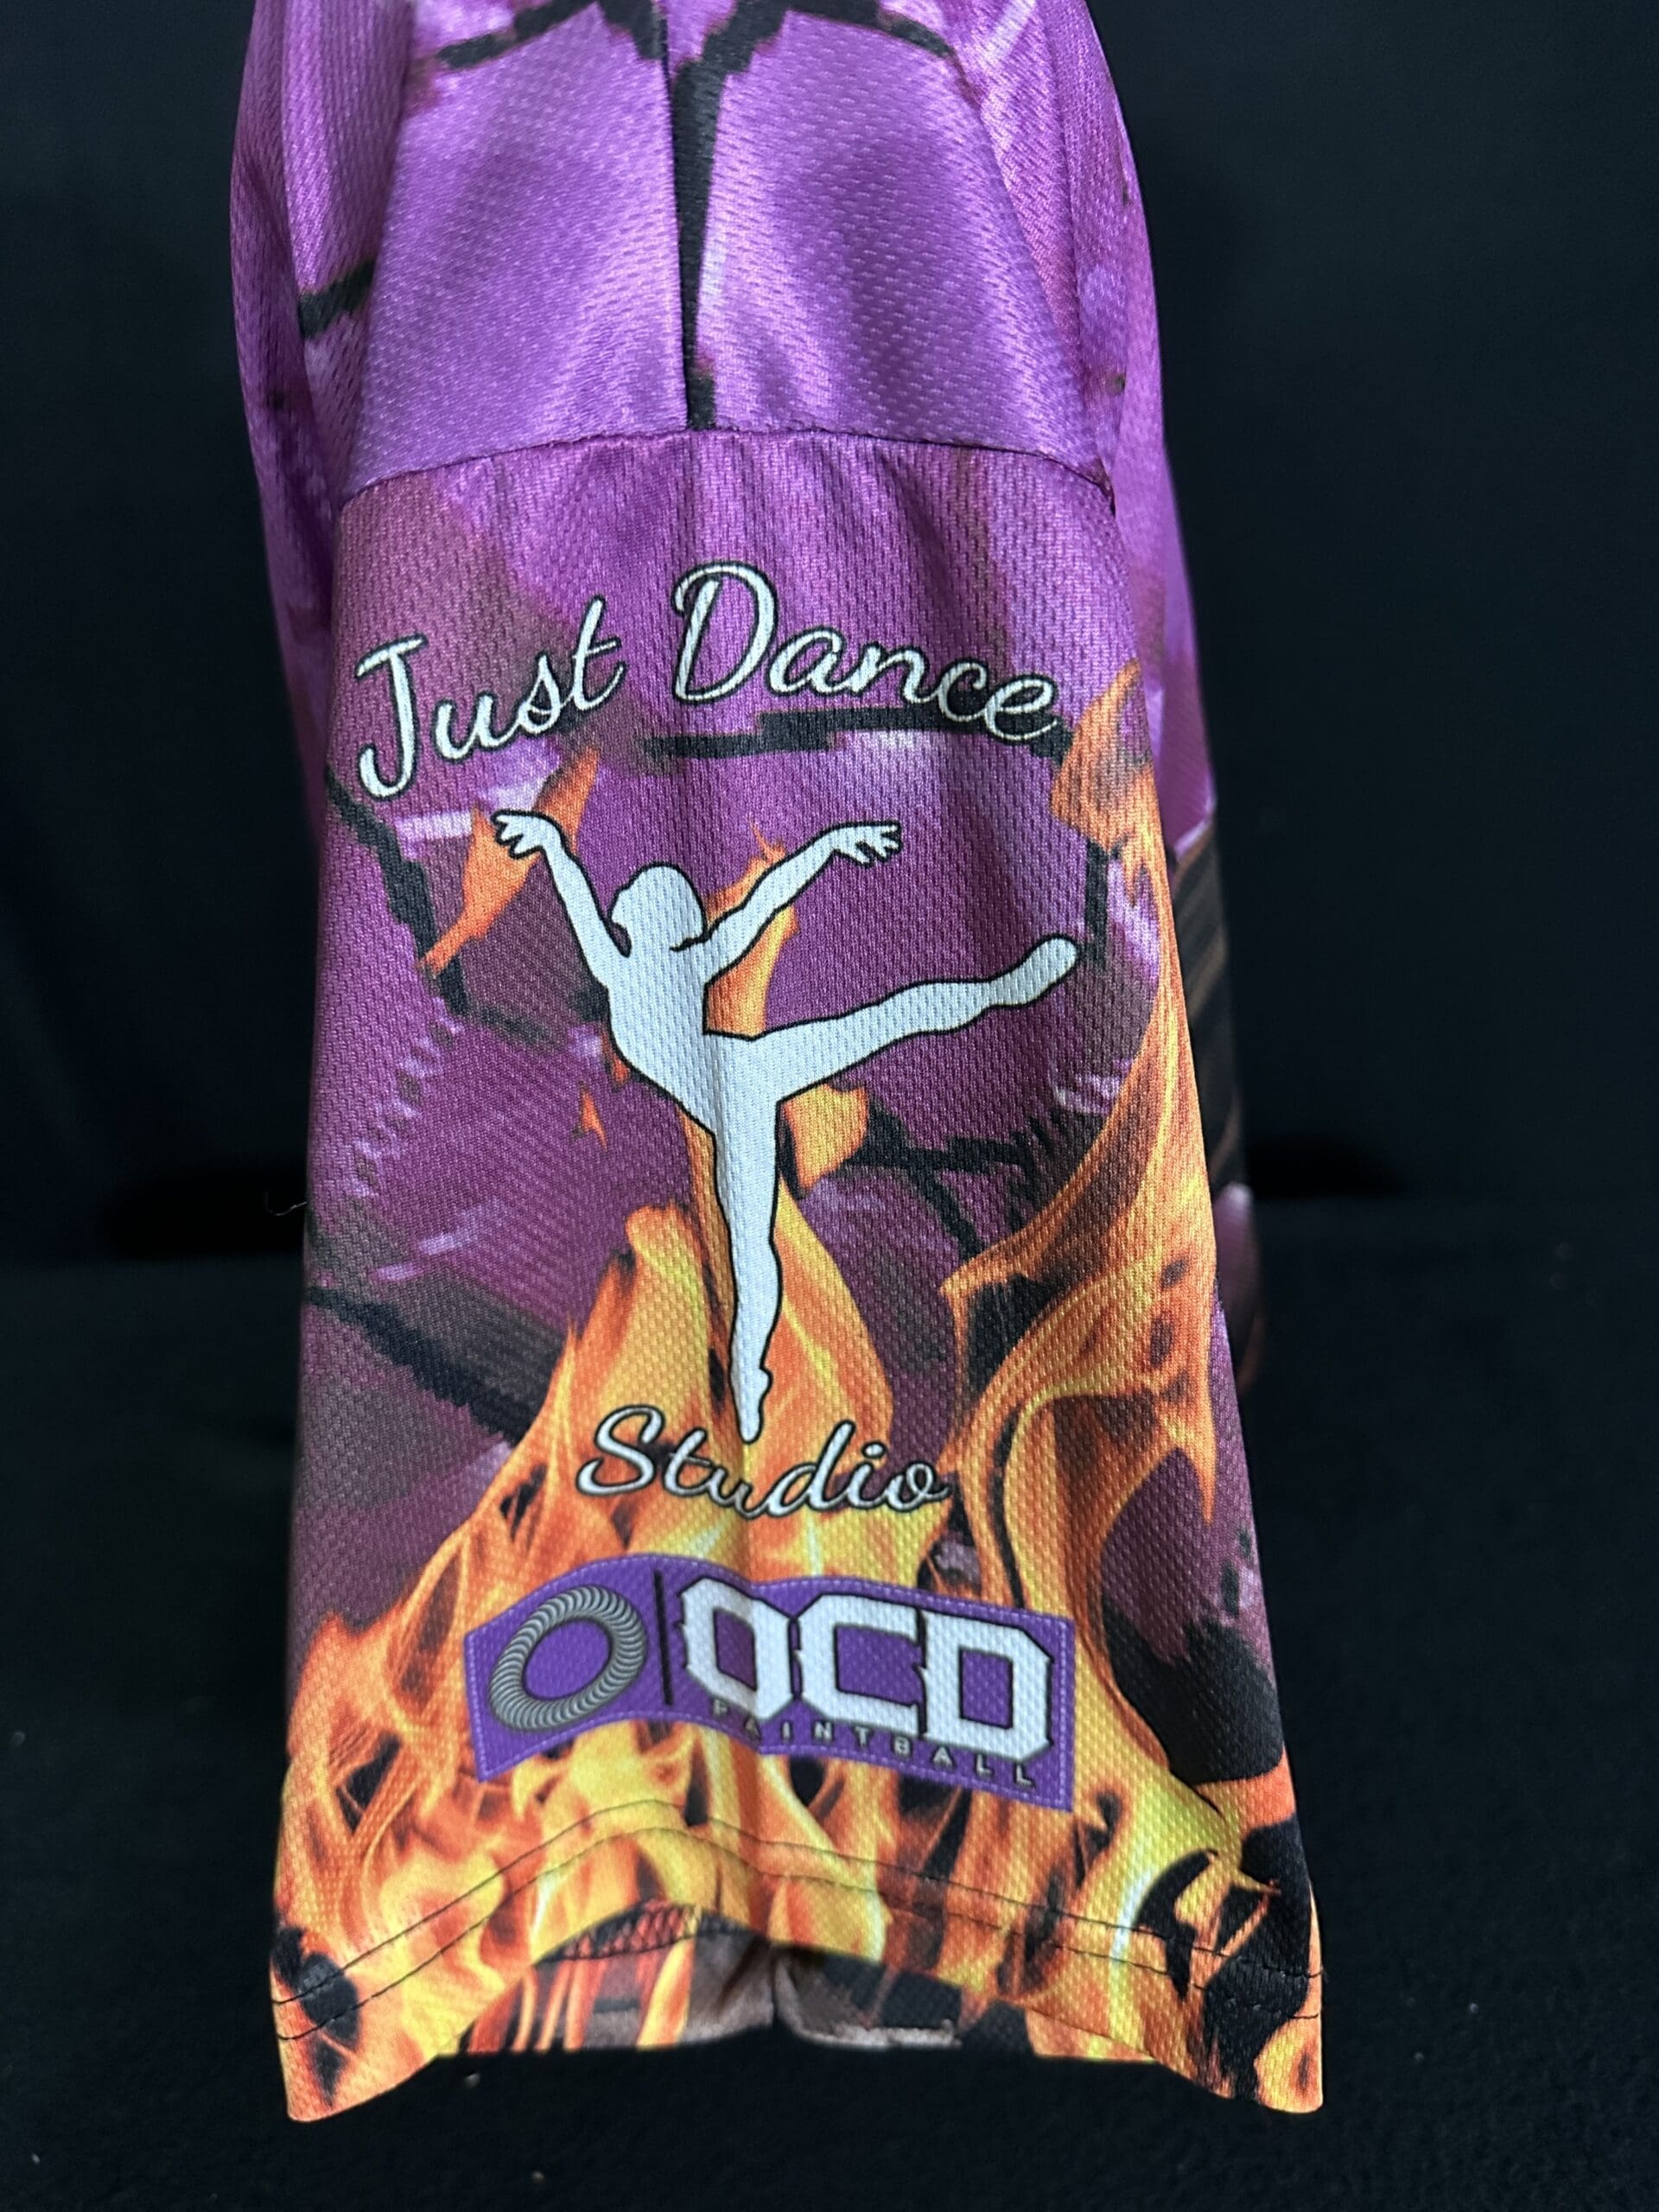 Just Dance
Studio
OCD
PAINTBALL